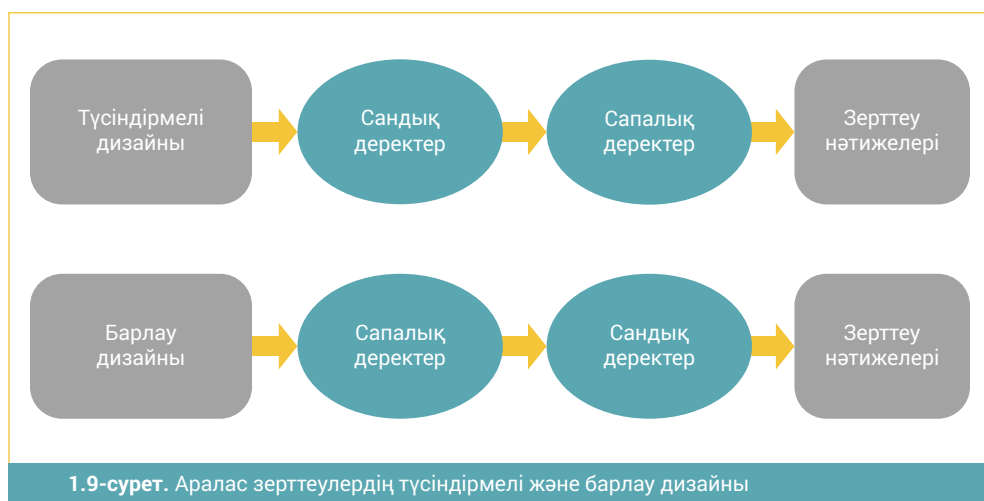 Түсіндірмелі
дизайны
Сандық
деректер
Сапалық
деректер
Зерттеу
нәтижелері
Барлау
дизайны
Сапалық
деректер
Сандық
деректер
Зерттеу
нәтижелері
1.9-сурет. Аралас зерттеулердің түсіндірмелі және барлау дизайны